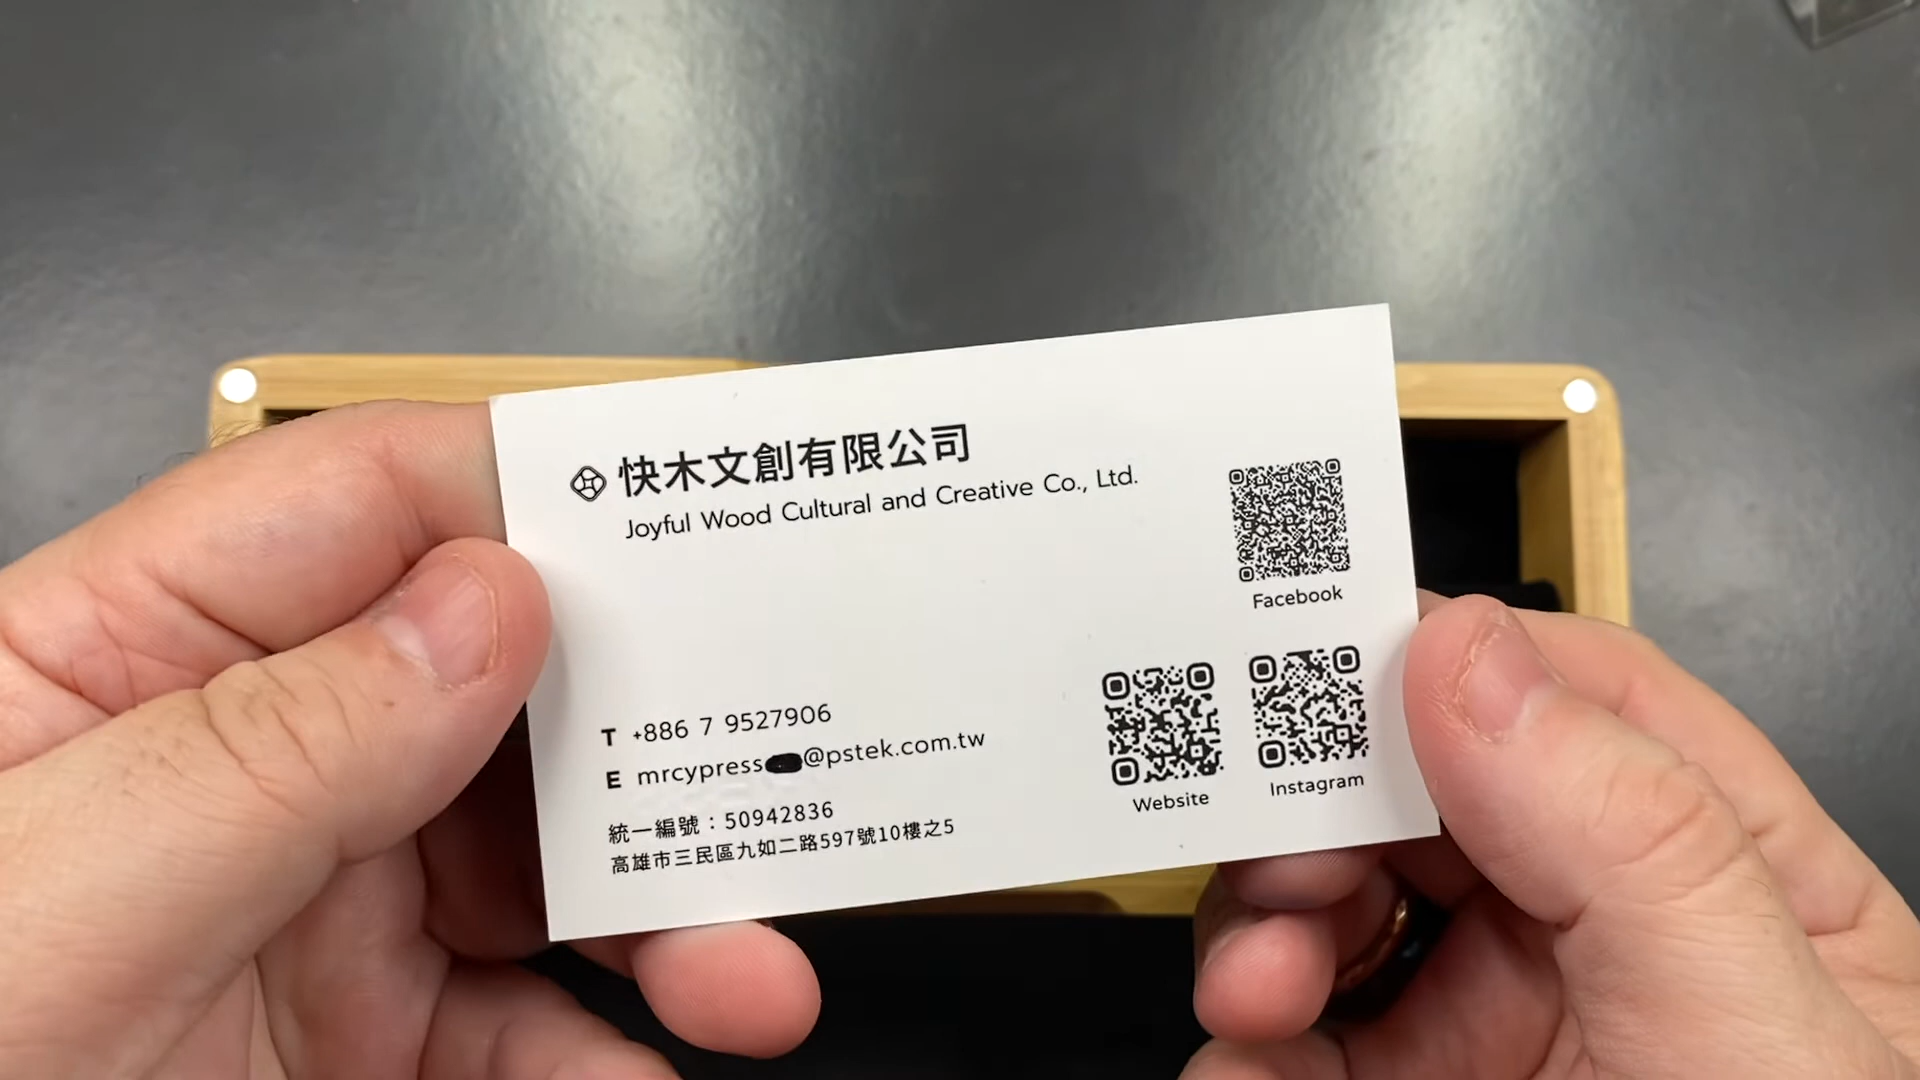 快木文創有限公司
Joyful Wood Cultural and Creative Co., Ltd.
Facebook
T +886 7 9527906
E mrcypress @pstek.com.tw
統一編號：50942836
高雄市三民區九如二路597號10樓之5
Website
Instagram